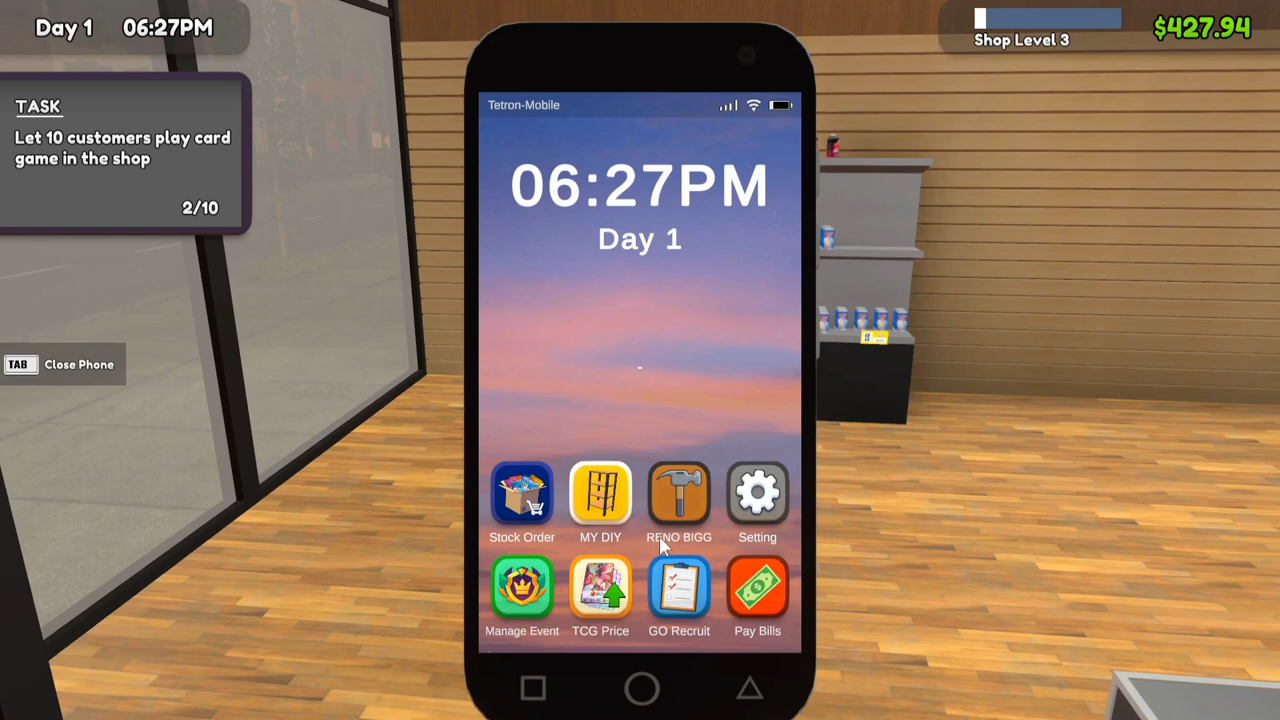 Day 1 06:27PM
Shop Level 3
$427.94
TASK
Let 10 customers play card
game in the shop
2/10
TAB Close Phone
Tetron-Mobile
06:27PM
Day 1
Stock Order MY DIY RENO BIGG Setting
Manage Event TCG Price GO Recruit Pay Bills